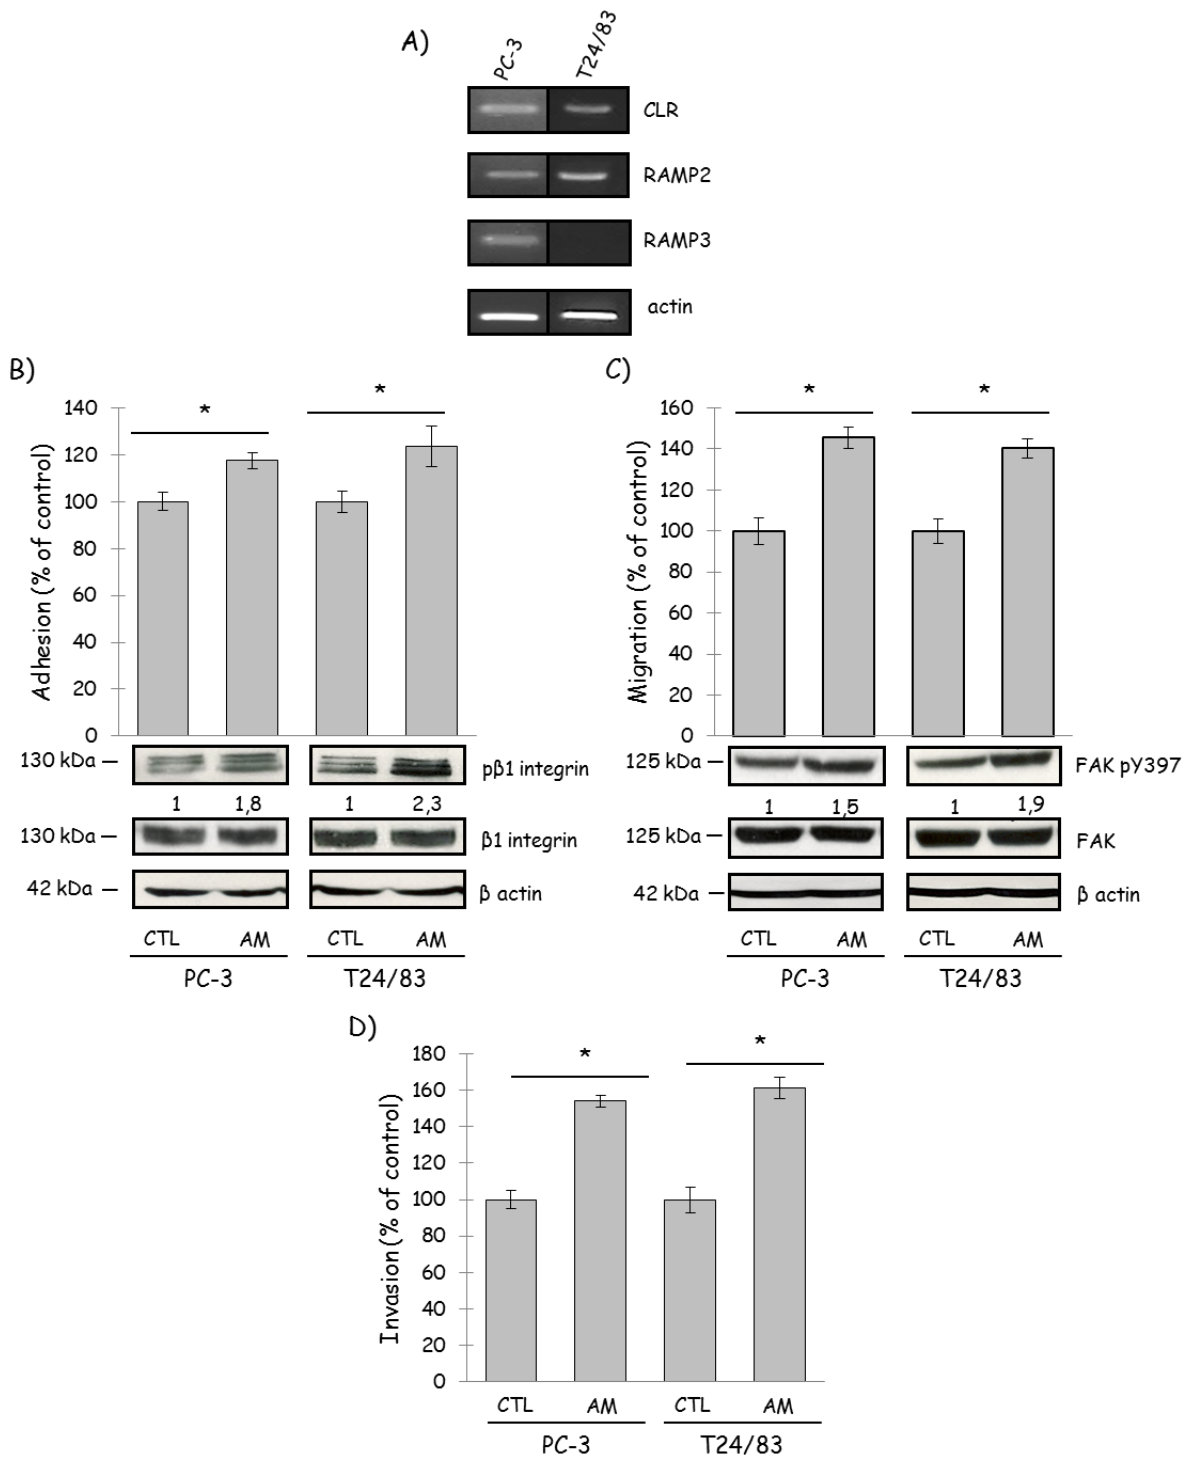 A)
PC-3 T24/83
CLR
RAMP2
RAMP3
actin
B)
*
*
Adhesion (% of control)
140
120
100
80
60
40
20
0
130 kDa
pβ1 integrin
1 1,8 1 2,3
130 kDa
β1 integrin
42 kDa
β actin
CTL AM CTL AM
PC-3 T24/83
C)
* *
Migration (% of control)
160
140
120
100
80
60
40
20
0
125 kDa
FAK pY397
1 1,5 1 1,9
125 kDa
FAK
42 kDa
β actin
CTL AM CTL AM
PC-3 T24/83
D)
*
*
Invasion (% of control)
180
160
140
120
100
80
60
40
20
0
CTL AM CTL AM
PC-3 T24/83